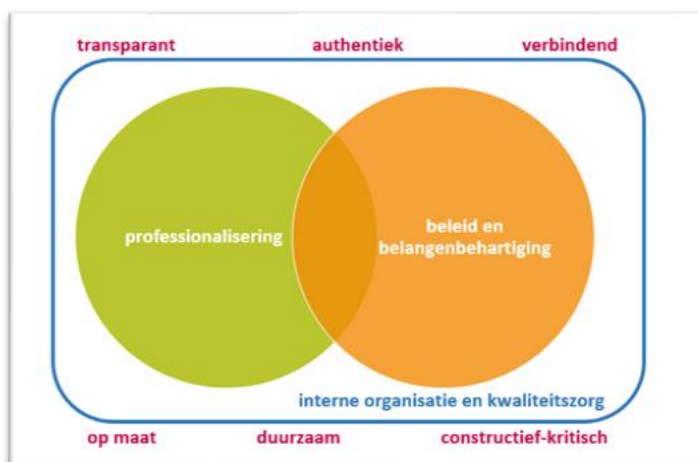 transparant authentiek verbindend
professionalisering
beleid en
belangenbehartiging
interne organisatie en kwaliteitszorg
op maat duurzaam constructief-kritisch